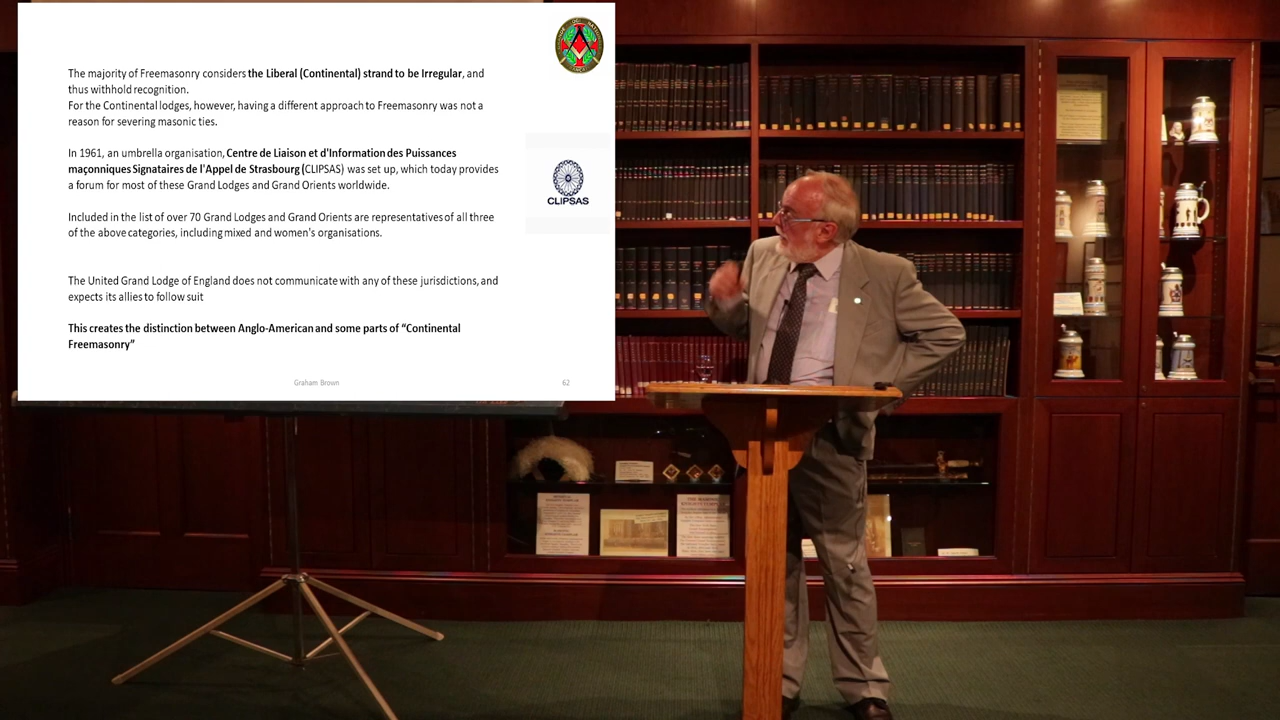 The majority of Freemasonry considers the Liberal (Continental) strand to be Irregular, and
thus withhold recognition.
For the Continental lodges, however, having a different approach to Freemasonry was not a
reason for severing masonic ties.
In 1961, an umbrella organisation, Centre de Liaison et d'Information des Puissances
maçonniques Signataires de l'Appel de Strasbourg (CLIPSAS) was set up, which today provides
a forum for most of these Grand Lodges and Grand Orients worldwide.
CLIPSAS
Included in the list of over 70 Grand Lodges and Grand Orients are representatives of all three
of the above categories, including mixed and women's organisations.
The United Grand Lodge of England does not communicate with any of these jurisdictions, and
expects its allies to follow suit
This creates the distinction between Anglo-American and some parts of “Continental
Freemasonry”
Graham Brown
62